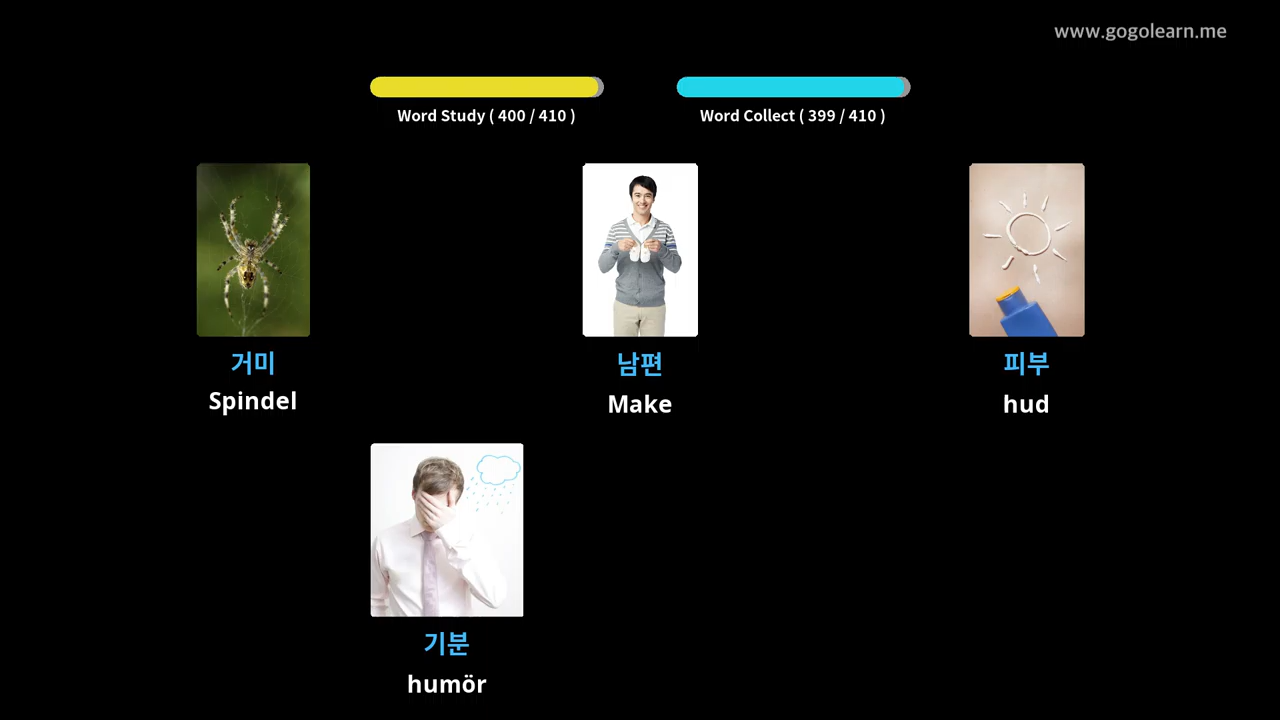 www.gogolearn.me
Word Study ( 400 / 410 )
Word Collect ( 399 / 410 )
거미
Spindel
남편
Make
피부
hud
기분
humör